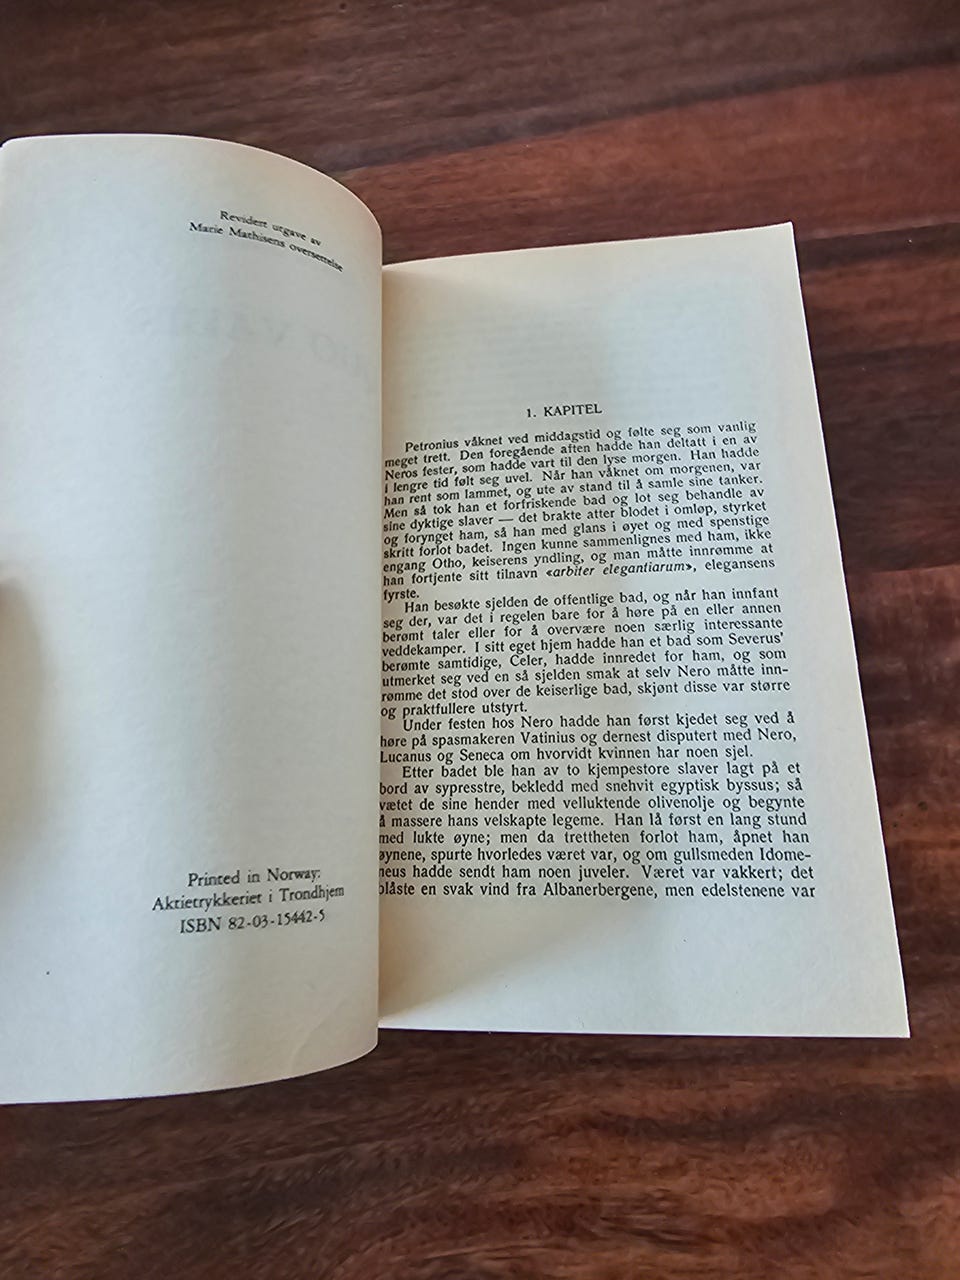 Revidert utgave av
Marie Mathisens oversettelse
Printed in Norway:
Aktietrykkeriet i Trondhjem
ISBN 82-03-15442-5
1. KAPITEL
Petronius våknet ved middagstid og følte seg som vanlig
meget trett. Den foregående aften hadde han deltatt i en av
Neros fester, som hadde vart til den lyse morgen. Han hadde
i lengre tid følt seg uvel. Når han våknet om morgenen, var
han rent som lammet, og ute av stand til å samle sine tanker.
Men så tok han et forfriskende bad og lot seg behandle av
sine dyktige slaver — det brakte atter blodet i omløp, styrket
og forynget ham, så han med glans i øyet og med spenstige
skritt forlot badet. Ingen kunne sammenlignes med ham, ikke
engang Otho, keiserens yndling, og man måtte innrømme at
han fortjente sitt tilnavn «arbiter elegantiarum», elegansens
fyrste.
Han besøkte sjelden de offentlige bad, og når han innfant
seg der, var det i regelen bare for å høre på en eller annen
berømt taler eller for å overvære noen særlig interessante
veddekamper. I sitt eget hjem hadde han et bad som Severus'
berømte samtidige, Celer, hadde innredet for ham, og som
utmerket seg ved en så sjelden smak at selv Nero måtte inn-
rømme det stod over de keiserlige bad, skjønt disse var større
og praktfullere utstyrt.
Under festen hos Nero hadde han først kjedet seg ved å
høre på spasmakeren Vatinius og dernest disputert med Nero,
Lucanus og Seneca om hvorvidt kvinnen har noen sjel.
Etter badet ble han av to kjempestore slaver lagt på et
bord av sypresstre, bekledd med snehvit egyptisk byssus; så
vætet de sine hender med velluktende olivenolje og begynte
å massere hans velskapte legeme. Han lå først en lang stund
med lukte øyne; men da trettheten forlot ham, åpnet han
øynene, spurte hvorledes været var, og om gullsmeden Idome-
neus hadde sendt ham noen juveler. Været var vakkert; det
blåste en svak vind fra Albanerbergene, men edelstenene var